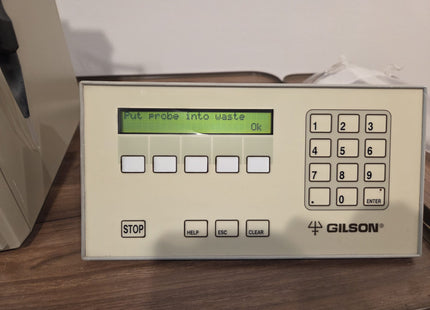 Put probe into waste
Ok
1 2 3
4 5 6
7 8 9
. 0 ENTER
STOP HELP ESC CLEAR
GILSON®